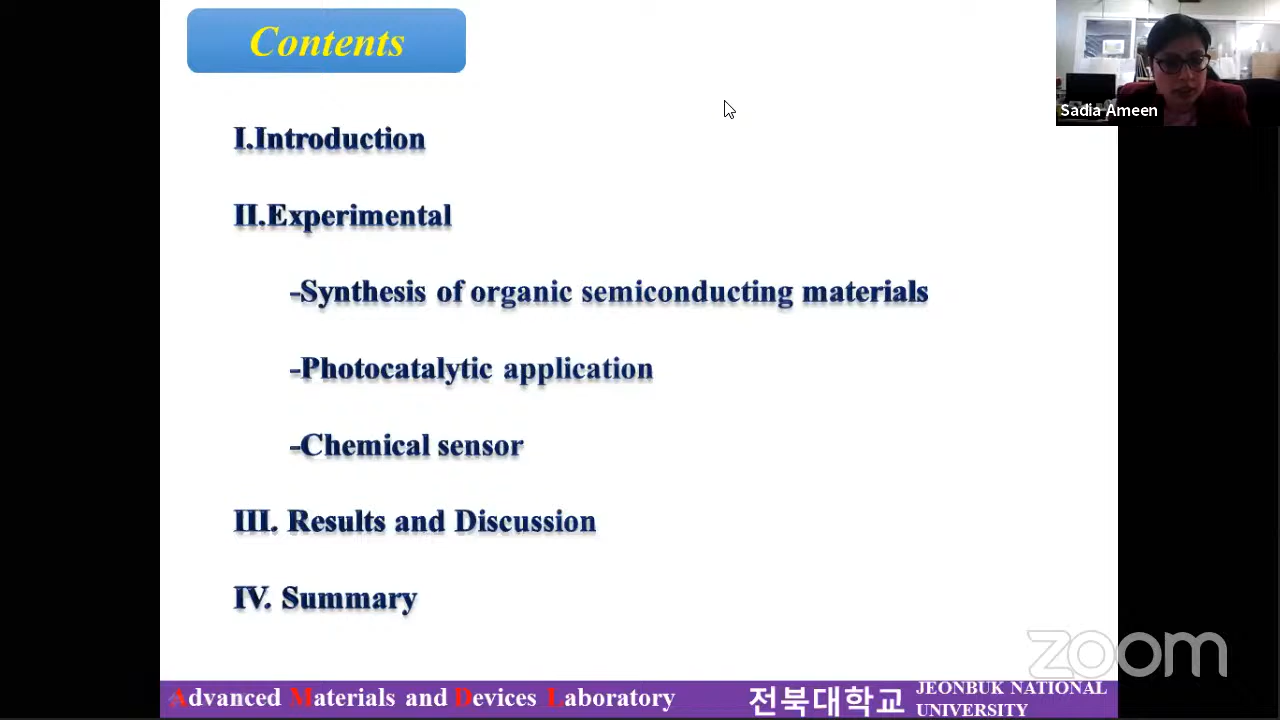 Contents
Sadia Ameen
I.Introduction
II.Experimental
-Synthesis of organic semiconducting materials
-Photocatalytic application
-Chemical sensor
III. Results and Discussion
IV. Summary
zoom
Advanced Materials and Devices Laboratory
전북대학교
JEONBUK NATIONAL
UNIVERSITY